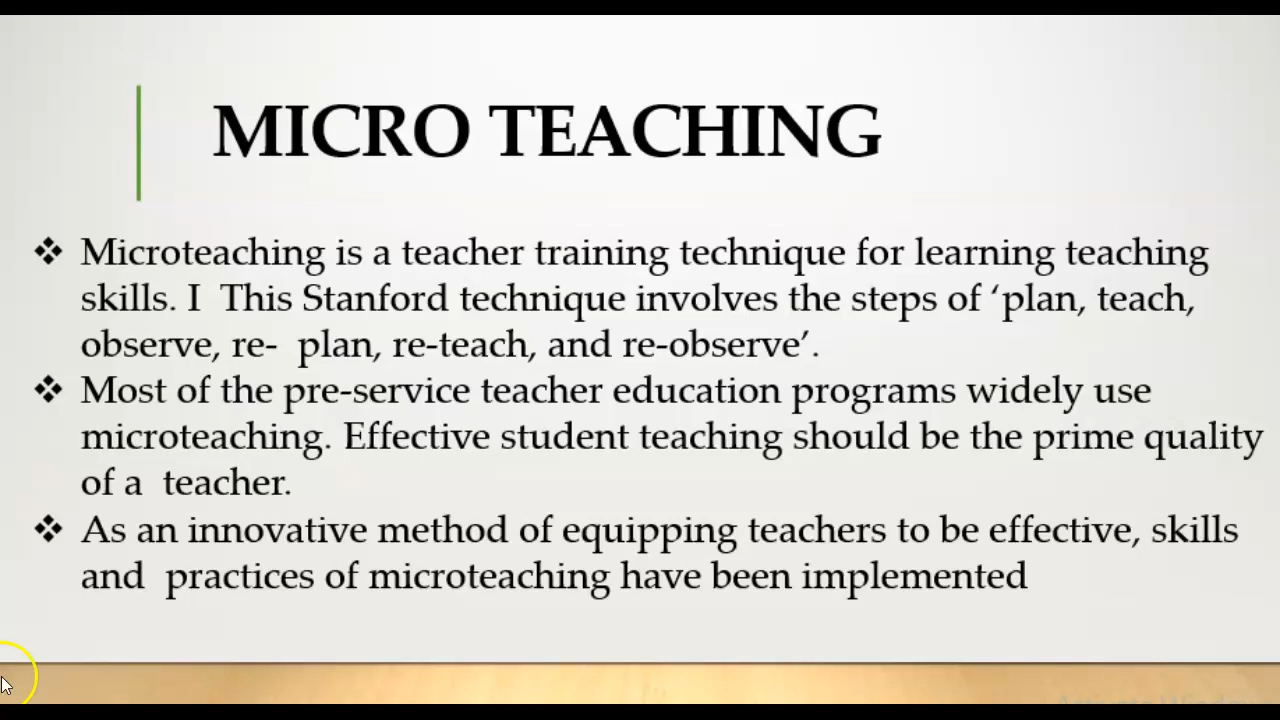 MICRO TEACHING
❖ Microteaching is a teacher training technique for learning teaching
skills. I This Stanford technique involves the steps of ‘plan, teach,
observe, re- plan, re-teach, and re-observe’.
❖ Most of the pre-service teacher education programs widely use
microteaching. Effective student teaching should be the prime quality
of a teacher.
❖ As an innovative method of equipping teachers to be effective, skills
and practices of microteaching have been implemented